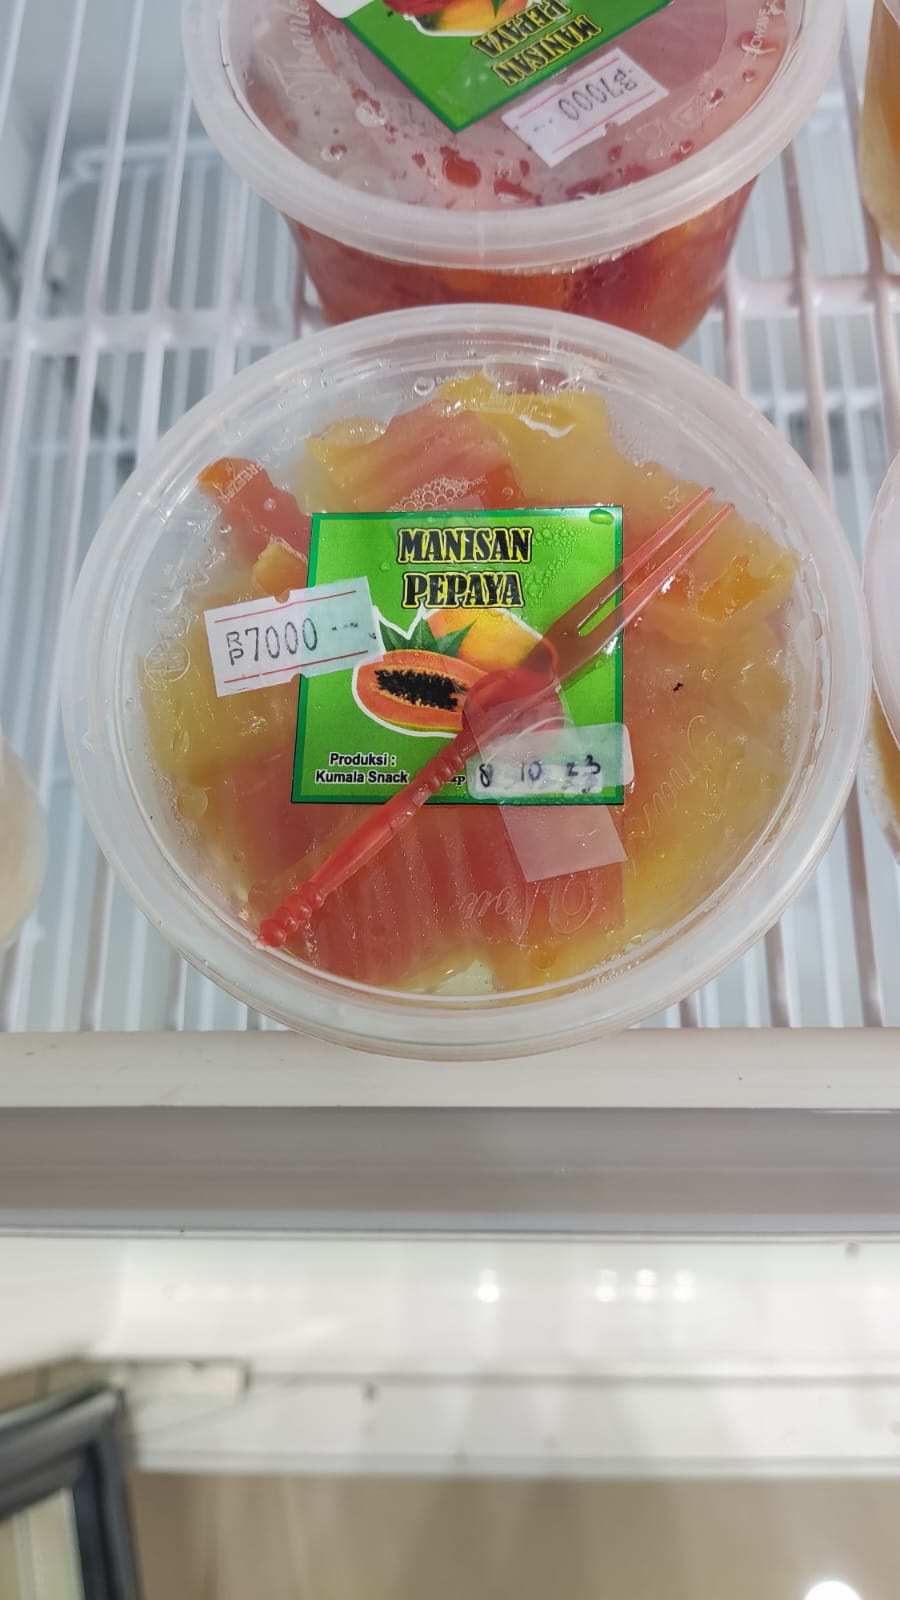 MANISAN
PEPAYA
RP7000
MANISAN
PEPAYA
RP7000
Produksi :
Kumala Snack
8 10 23